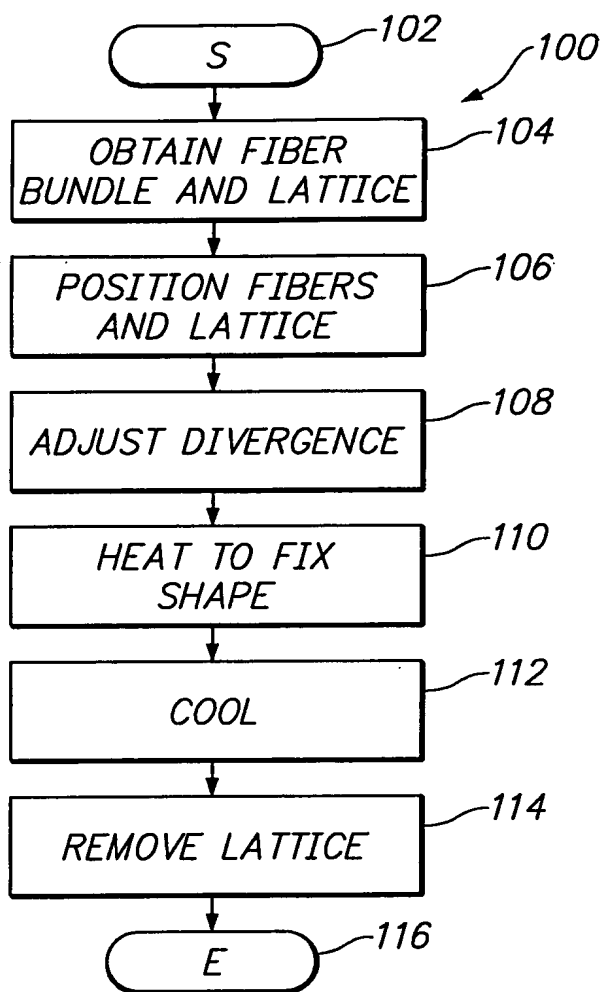 S
102
100
OBTAIN FIBER
BUNDLE AND LATTICE
104
POSITION FIBERS
AND LATTICE
106
ADJUST DIVERGENCE
108
HEAT TO FIX
SHAPE
110
COOL
112
REMOVE LATTICE
114
E
116